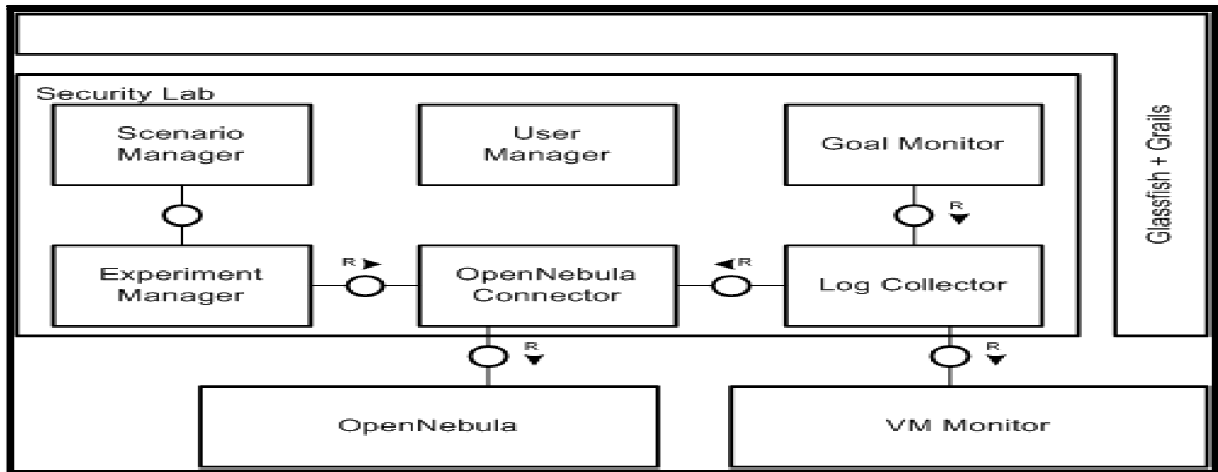 Security Lab
Scenario
Manager
User
Manager
Goal Monitor
Glassfish + Grails
R
Experiment
Manager
R
OpenNebula
Connector
R
Log Collector
R
R
OpenNebula
VM Monitor